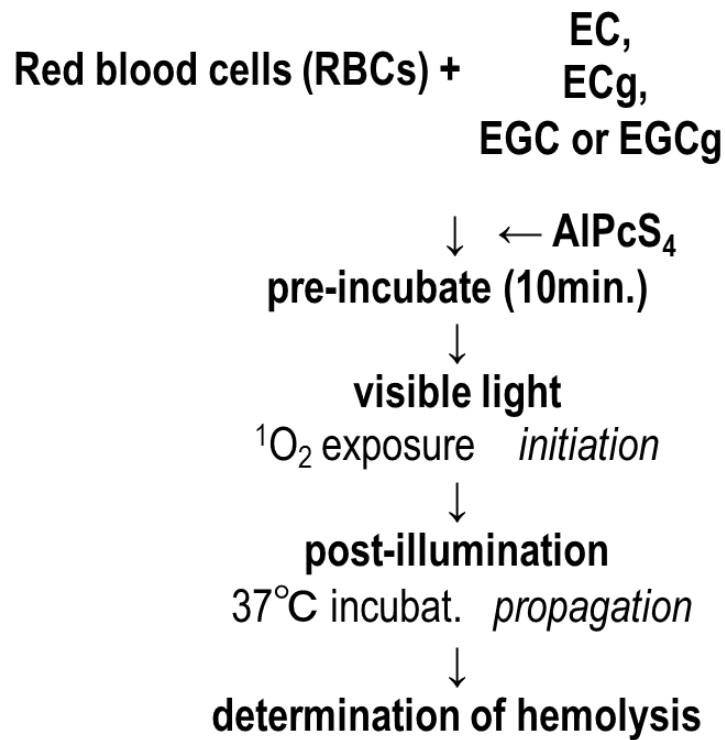 Red blood cells (RBCs) +
EC,
ECg,
EGC or EGCg
↓ ← AlPcS₄
pre-incubate (10min.)
↓
visible light
¹O₂ exposure initiation
↓
post-illumination
37℃ incubat. propagation
↓
determination of hemolysis